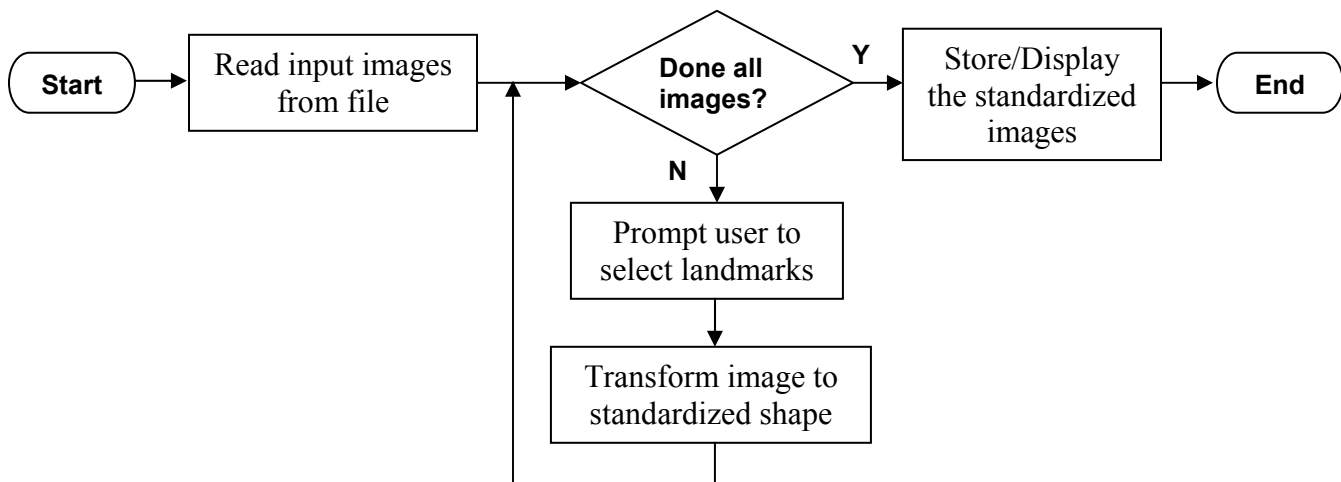 Start
Read input images
from file
Done all
images?
Y
Store/Display
the standardized
images
End
N
Prompt user to
select landmarks
Transform image to
standardized shape